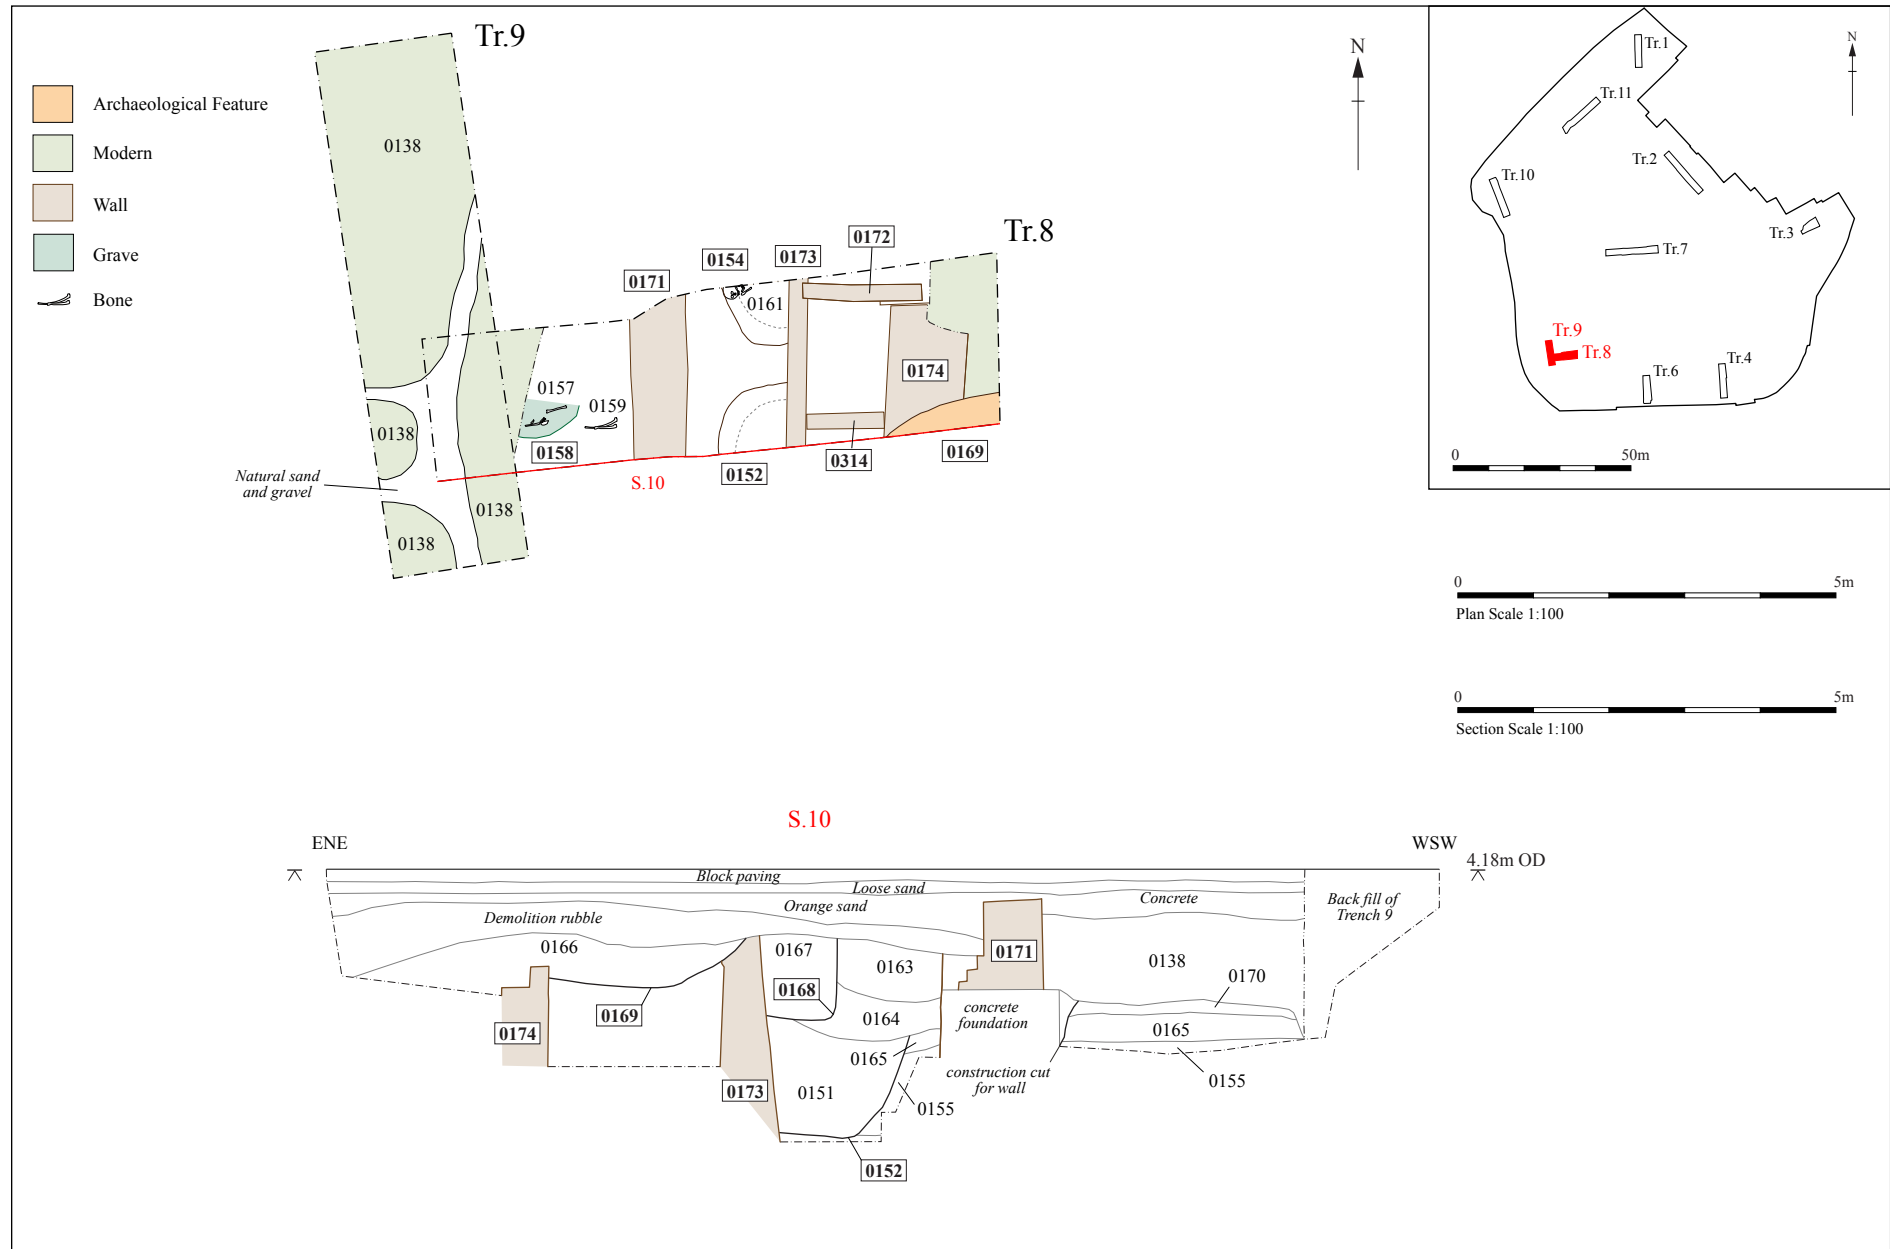 Tr.9
Archaeological Feature
Modern
Wall
Grave
Bone
0138
Tr.8
0172
0173
0154
0171
0161
0157
0159
0158
0174
0138
Natural sand
and gravel
0138
0138
S.10
0152
0314
0169
N
N
Tr.1
Tr.11
Tr.2
Tr.10
Tr.3
Tr.7
Tr.9
Tr.8
Tr.6
Tr.4
0
50m
0
5m
Plan Scale 1:100
0
5m
Section Scale 1:100
S.10
ENE
WSW
4.18m OD
Block paving
Loose sand
Orange sand
Concrete
Back fill of
Trench 9
Demolition rubble
0166
0167
0163
0171
0138
0170
0168
0169
0164
concrete
foundation
0174
0165
0165
0173
0151
construction cut
for wall
0155
0155
0152